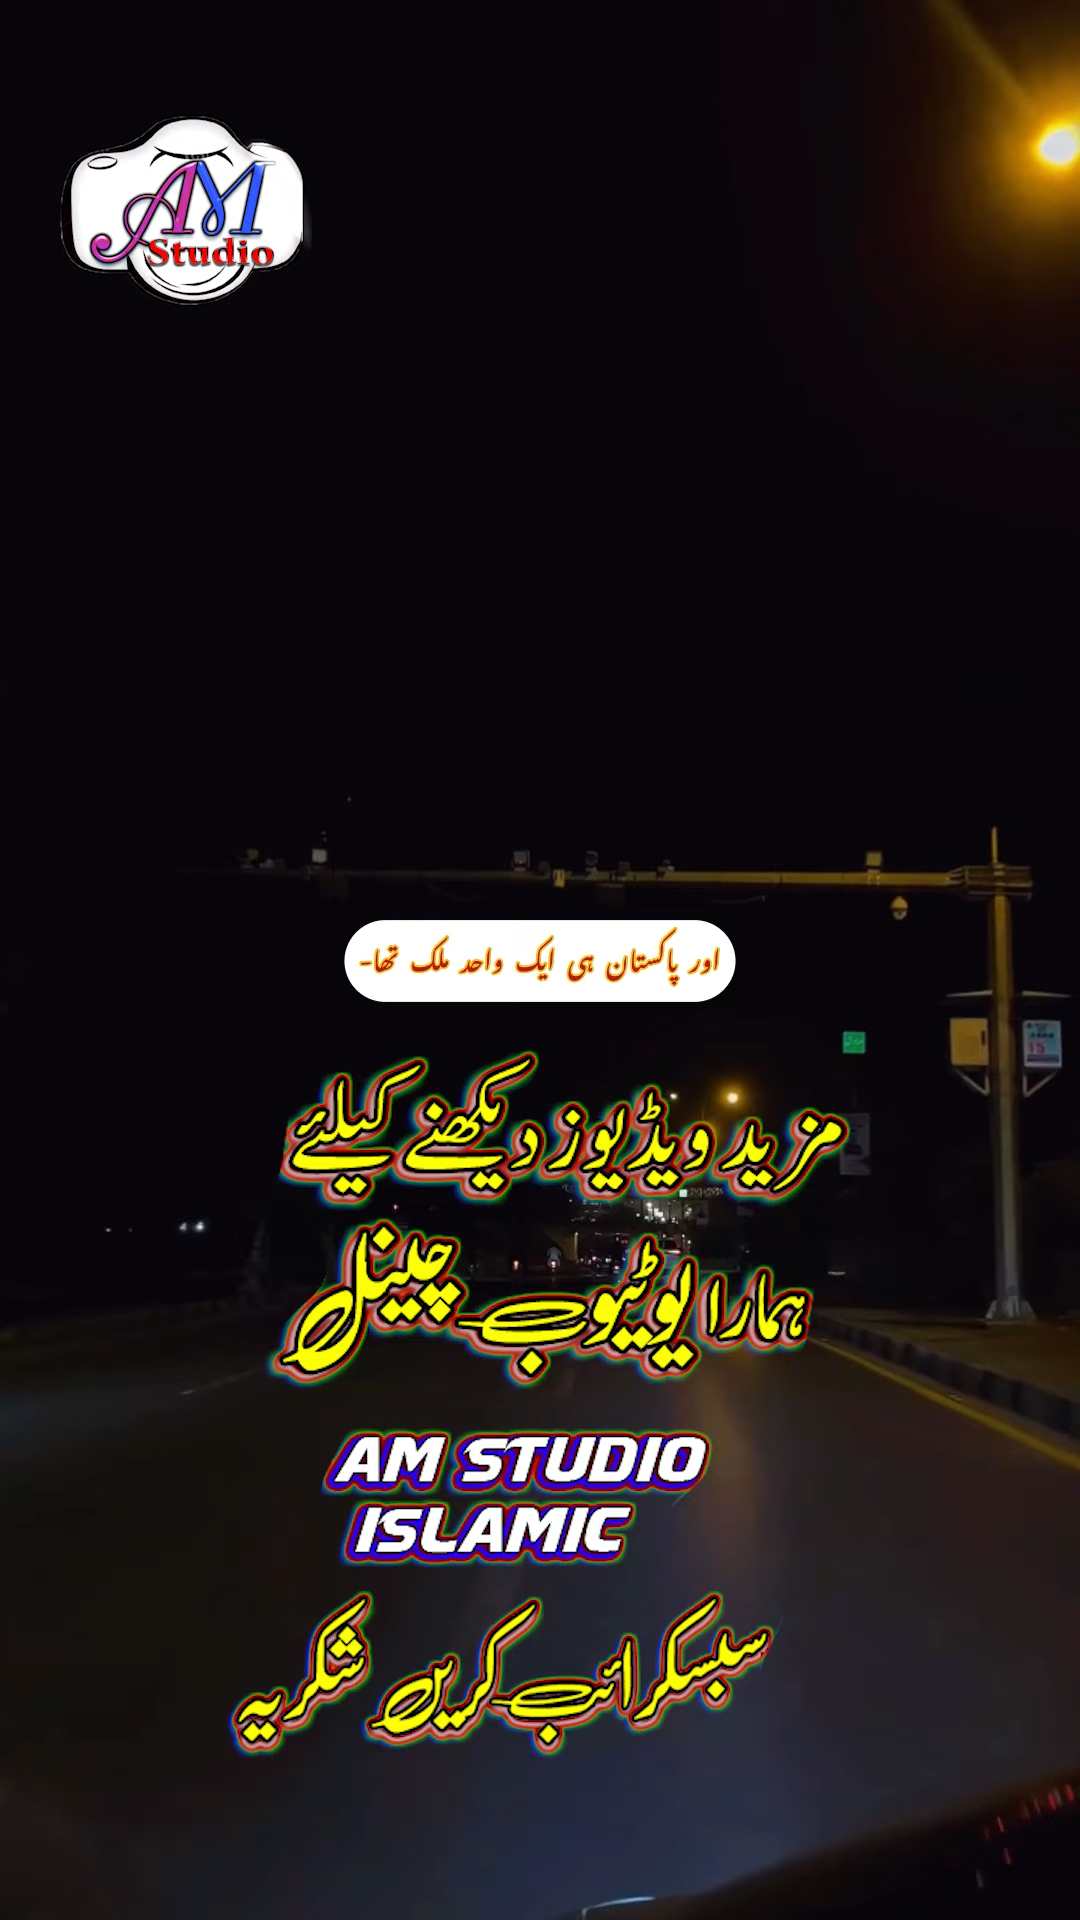 AM
Studio
اور پاکستان ہی ایک واحد ملک تھا-
مزید ویڈیوز دیکھنے کیلئے
ہمارا یوٹیوب چینل
AM STUDIO
ISLAMIC
سبسکرائب کریں شکریہ